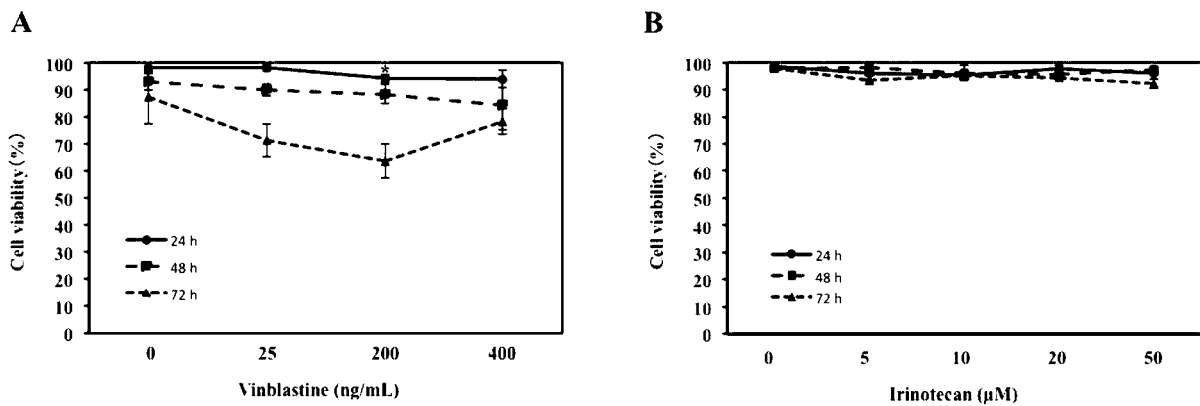 A
100
90
80
70
60
50
40
30
20
10
0
Cell viability (%)
*
24 h
48 h
72 h
0 25 200 400
Vinblastine (ng/mL)
B
100
90
80
70
60
50
40
30
20
10
0
Cell viability (%)
24 h
48 h
72 h
0 5 10 20 50
Irinotecan (µM)